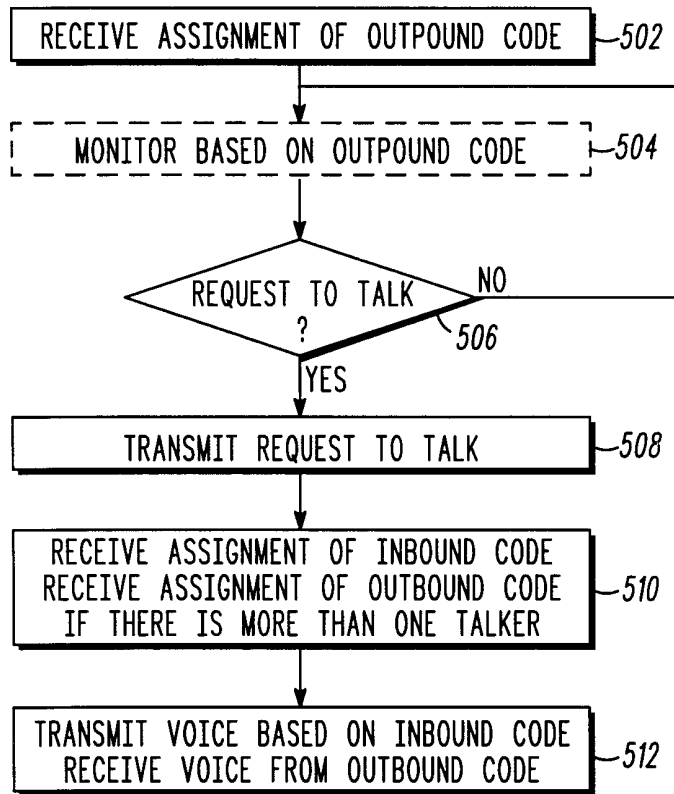 RECEIVE ASSIGNMENT OF OUTPOUND CODE 502
MONITOR BASED ON OUTPOUND CODE 504
REQUEST TO TALK
?
NO
506
YES
TRANSMIT REQUEST TO TALK 508
RECEIVE ASSIGNMENT OF INBOUND CODE
RECEIVE ASSIGNMENT OF OUTBOUND CODE
IF THERE IS MORE THAN ONE TALKER
510
TRANSMIT VOICE BASED ON INBOUND CODE
RECEIVE VOICE FROM OUTBOUND CODE
512